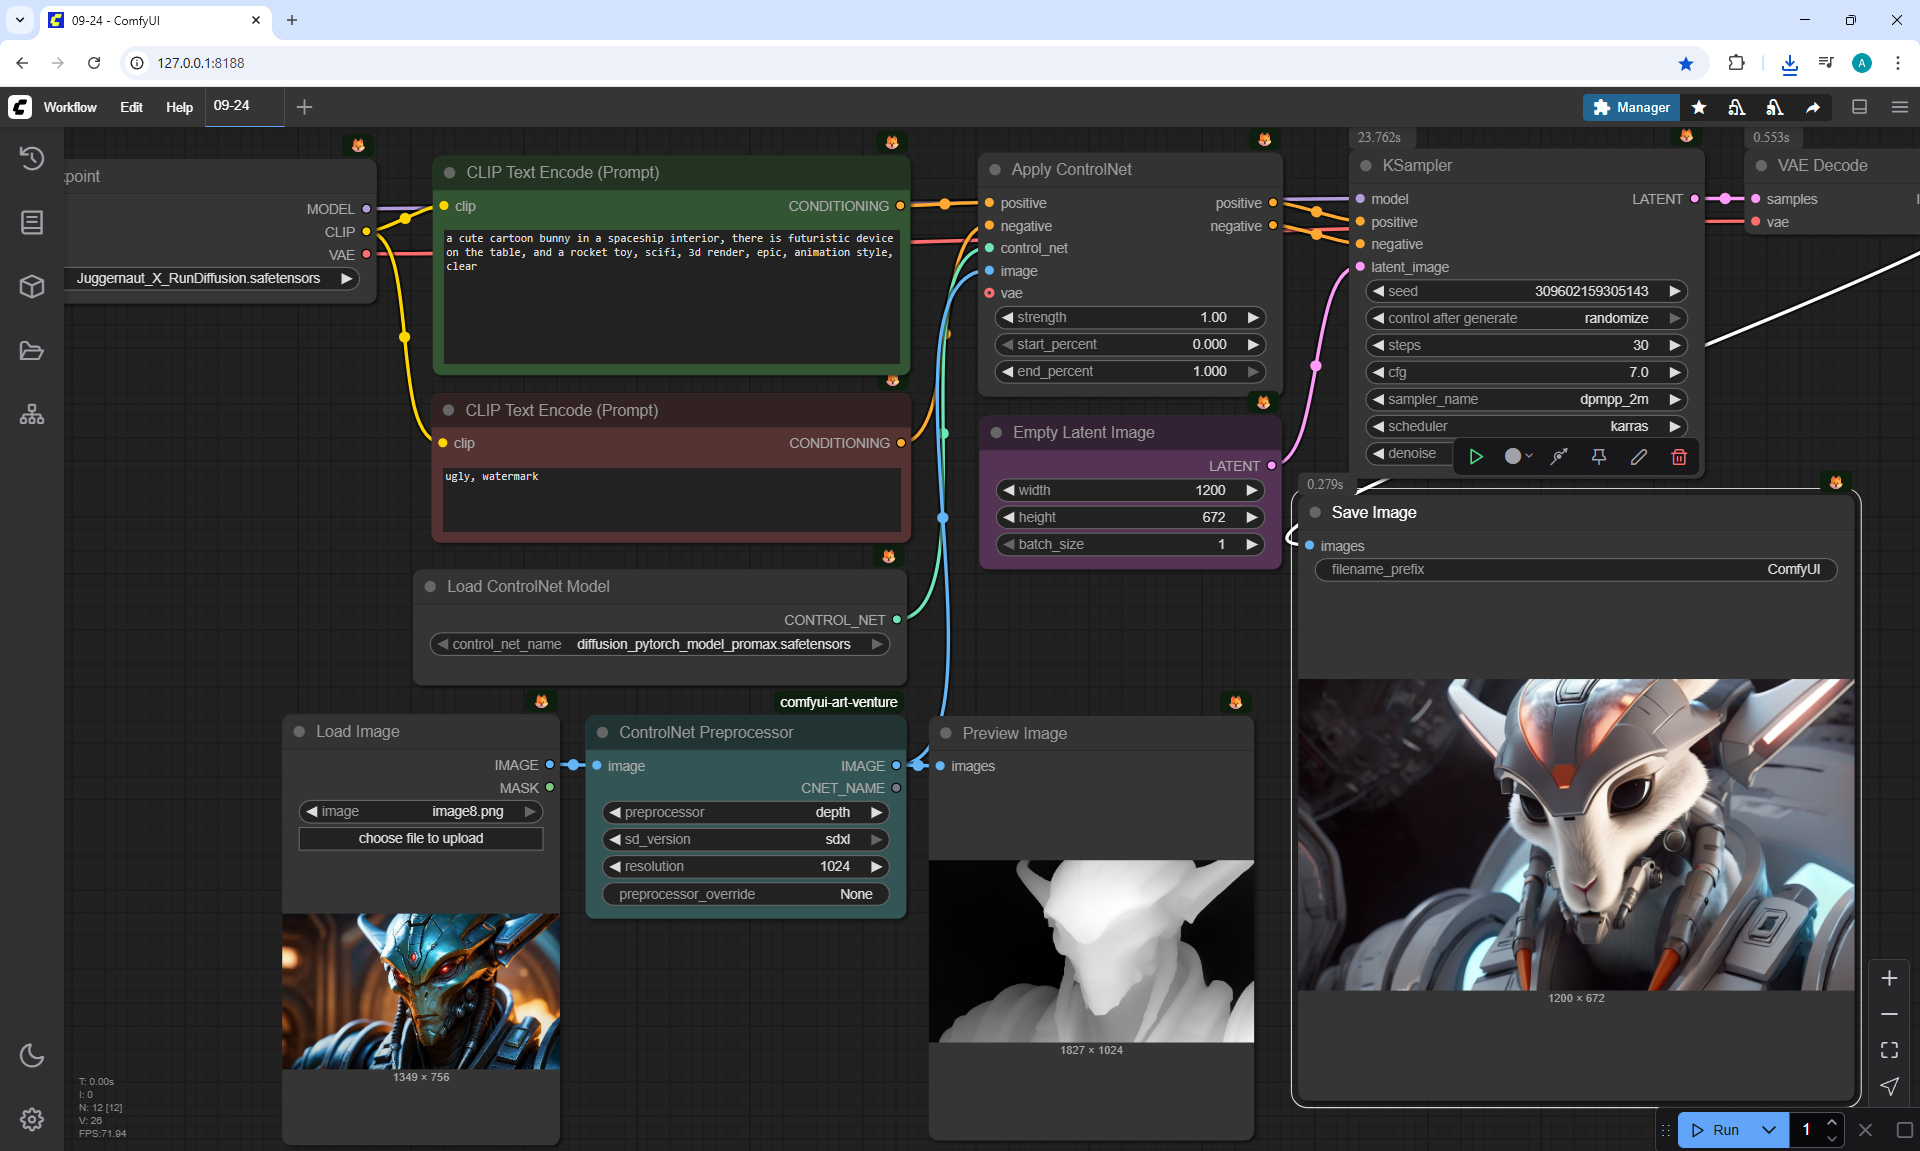 09-24 - ComfyUI
127.0.0.1:8188
A
Workflow
Edit
Help
09-24
Manager
point
MODEL
CLIP
VAE
Juggernaut_X_RunDiffusion.safetensors
CLIP Text Encode (Prompt)
clip
CONDITIONING
a cute cartoon bunny in a spaceship interior, there is futuristic device
on the table, and a rocket toy, scifi, 3d render, epic, animation style,
clear
CLIP Text Encode (Prompt)
clip
CONDITIONING
ugly, watermark
Load ControlNet Model
CONTROL_NET
control_net_name diffusion_pytorch_model_promax.safetensors
Apply ControlNet
positive positive
negative negative
control_net
image
vae
strength 1.00
start_percent 0.000
end_percent 1.000
Empty Latent Image
LATENT
width 1200
height 672
batch_size 1
23.762s
KSampler
model LATENT
positive
negative
latent_image
seed 309602159305143
control after generate randomize
steps 30
cfg 7.0
sampler_name dpmpp_2m
scheduler karras
denoise
0.553s
VAE Decode
samples
vae
0.279s
Save Image
images
filename_prefix ComfyUI
1200 × 672
Load Image
IMAGE
MASK
image image8.png
choose file to upload
1349 × 756
comfyui-art-venture
ControlNet Preprocessor
image IMAGE
CNET_NAME
preprocessor depth
sd_version sdxl
resolution 1024
preprocessor_override None
Preview Image
images
1827 × 1024
T: 0.00s
I: 0
N: 12 [12]
V: 26
FPS:71.94
Run
1